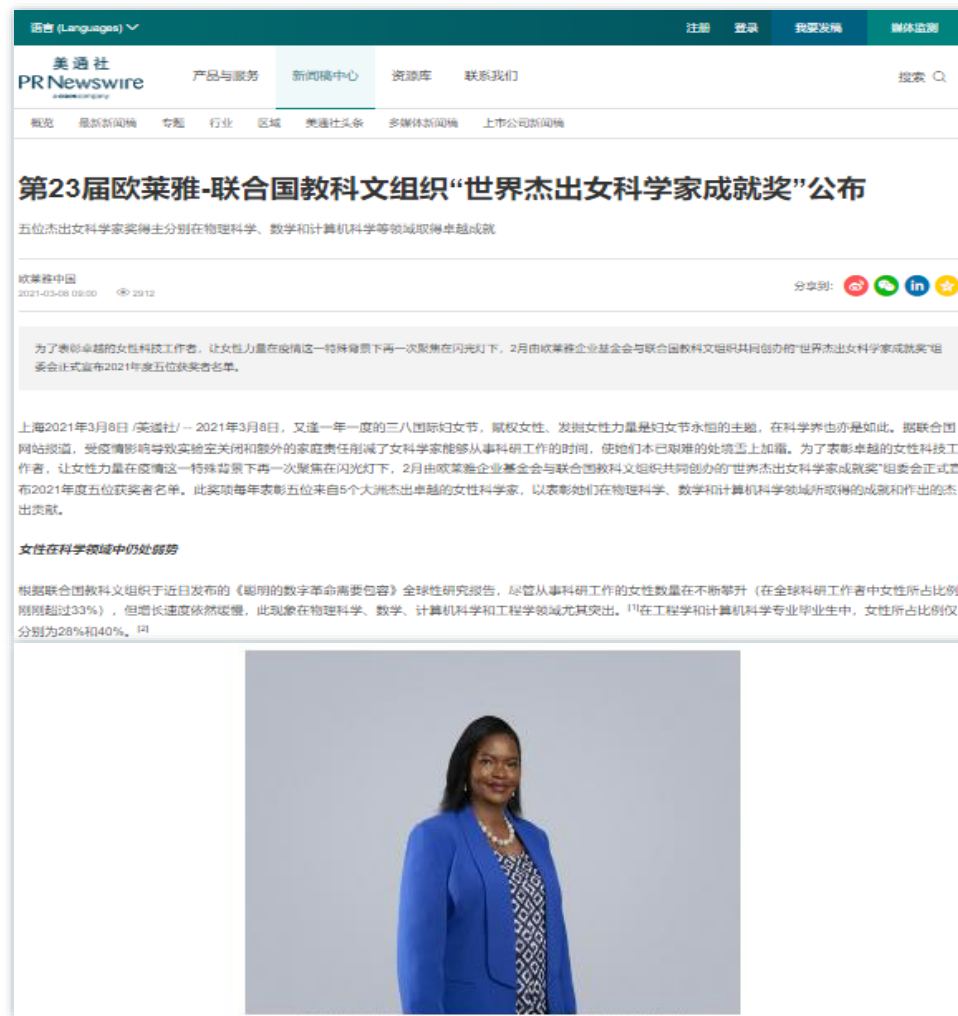 语言 (Languages)
注册 登录 我要发稿 媒体监测
美通社
PR Newswire
产品与服务 新闻稿中心 资源库 联系我们
搜索
概览 最新新闻稿 专题 行业 区域 美通社头条 多媒体新闻稿 上市公司新闻稿
第23届欧莱雅-联合国教科文组织“世界杰出女科学家成就奖”公布
五位杰出女科学家奖得主分别在物理科学、数学和计算机科学等领域取得卓越成就
欧莱雅中国
2021-03-08 09:00 2912
分享到:
为了表彰卓越的女性科技工作者，让女性力量在疫情这一特殊背景下再一次聚焦在闪光灯下，2月由欧莱雅企业基金会与联合国教科文组织共同创办的“世界杰出女科学家成就奖”组
委会正式宣布2021年度五位获奖者名单。
上海2021年3月8日 /美通社/ -- 2021年3月8日，又逢一年一度的三八国际妇女节，赋权女性、发掘女性力量是妇女节永恒的主题，在科学界也亦是如此。据联合国
网站报道，受疫情影响导致实验室关闭和额外的家庭责任削减了女科学家能够从事科研工作的时间，使她们本已艰难的处境雪上加霜。为了表彰卓越的女性科技工
作者，让女性力量在疫情这一特殊背景下再一次聚焦在闪光灯下，2月由欧莱雅企业基金会与联合国教科文组织共同创办的“世界杰出女科学家成就奖”组委会正式宣
布2021年度五位获奖者名单。此奖项每年表彰五位来自5个大洲杰出卓越的女性科学家，以表彰她们在物理科学、数学和计算机科学领域所取得的成就和作出的杰
出贡献。
女性在科学领域中仍处弱势
根据联合国教科文组织于近日发布的《聪明的数字革命需要包容》全球性研究报告，尽管从事科研工作的女性数量在不断攀升（在全球科研工作者中女性所占比例
刚刚超过33%），但增长速度依然缓慢，此现象在物理科学、数学、计算机科学和工程学领域尤其突出。[1]在工程学和计算机科学专业毕业生中，女性所占比例仅
分别为28%和40%。[2]